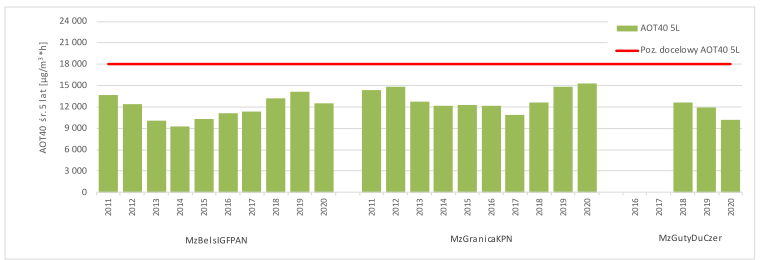 24 000
21 000
18 000
15 000
12 000
9 000
6 000
3 000
0
AOT40 śr. 5 lat [µg/m³*h]
AOT40 5L
Poz. docelowy AOT40 5L
2011 2012 2013 2014 2015 2016 2017 2018 2019 2020 2011 2012 2013 2014 2015 2016 2017 2018 2019 2020 2016 2017 2018 2019 2020
MzBelsIGFPAN MzGranicaKPN MzGutyDuCzer